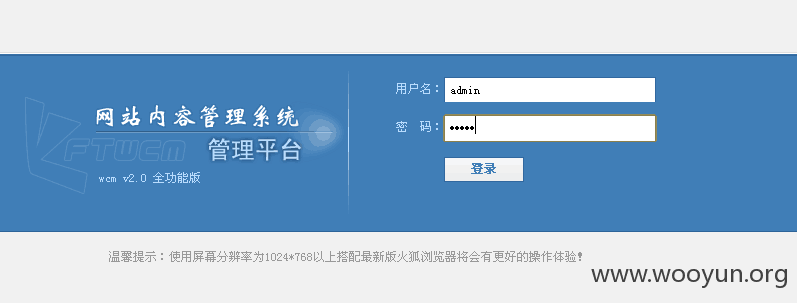 用户名：
admin
网站内容管理系统
密 码：
•••••
FTWCM
管理平台
登录
wcm v2.0 全功能版
温馨提示：使用屏幕分辨率为1024*768以上搭配最新版火狐浏览器将会有更好的操作体验!
www.wooyun.org